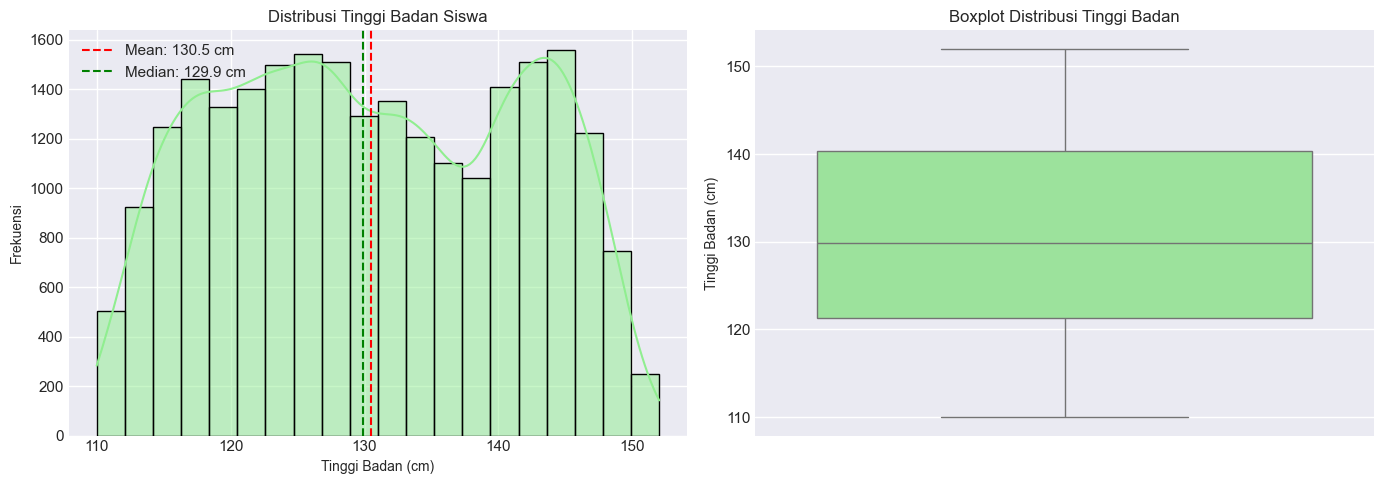 Distribusi Tinggi Badan Siswa
Mean: 130.5 cm
Median: 129.9 cm
1600
1400
1200
1000
800
600
400
200
0
Frekuensi
110
120
130
140
150
Tinggi Badan (cm)
Boxplot Distribusi Tinggi Badan
150
140
130
120
110
Tinggi Badan (cm)